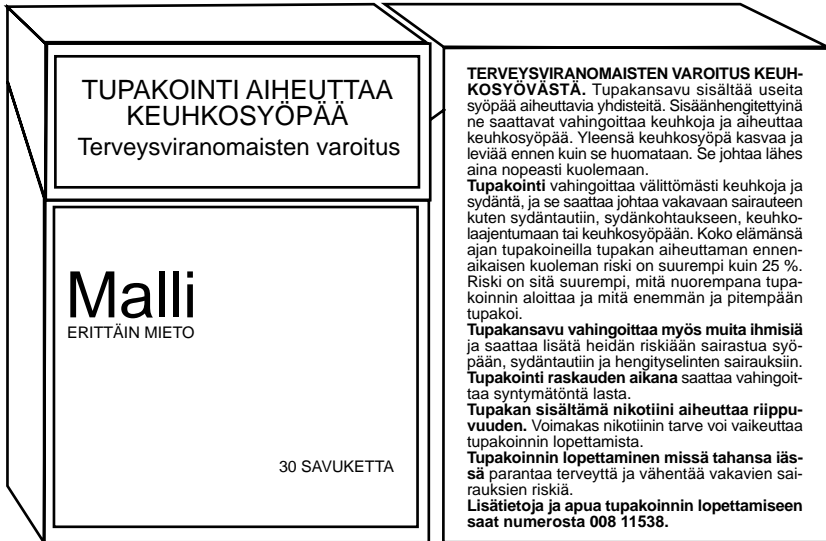 TUPAKOINTI AIHEUTTAA
KEUHKOSYÖPÄÄ
Terveysviranomaisten varoitus
Malli
ERITTÄIN MIETO
30 SAVUKETTA
TERVEYSVIRANOMAISTEN VAROITUS KEUH-
KOSYÖVÄSTÄ. Tupakansavu sisältää useita
syöpää aiheuttavia yhdisteitä. Sisäänhengitettyinä
ne saattavat vahingoittaa keuhkoja ja aiheuttaa
keuhkosyöpää. Yleensä keuhkosyöpä kasvaa ja
leviää ennen kuin se huomataan. Se johtaa lähes
aina nopeasti kuolemaan.
Tupakointi vahingoittaa välittömästi keuhkoja ja
sydäntä, ja se saattaa johtaa vakavaan sairauteen
kuten sydäntautiin, sydänkohtaukseen, keuhko-
laajentumaan tai keuhkosyöpään. Koko elämänsä
ajan tupakoineilla tupakan aiheuttaman ennen-
aikaisen kuoleman riski on suurempi kuin 25 %.
Riski on sitä suurempi, mitä nuorempana tupa-
koinnin aloittaa ja mitä enemmän ja pitempään
tupakoi.
Tupakansavu vahingoittaa myös muita ihmisiä
ja saattaa lisätä heidän riskiään sairastua syö-
pään, sydäntautiin ja hengityselinten sairauksiin.
Tupakointi raskauden aikana saattaa vahingoit-
taa syntymätöntä lasta.
Tupakan sisältämä nikotiini aiheuttaa riippu-
vuuden. Voimakas nikotiinin tarve voi vaikeuttaa
tupakoinnin lopettamista.
Tupakoinnin lopettaminen missä tahansa iäs-
sä parantaa terveyttä ja vähentää vakavien sai-
rauksien riskiä.
Lisätietoja ja apua tupakoinnin lopettamiseen
saat numerosta 008 11538.